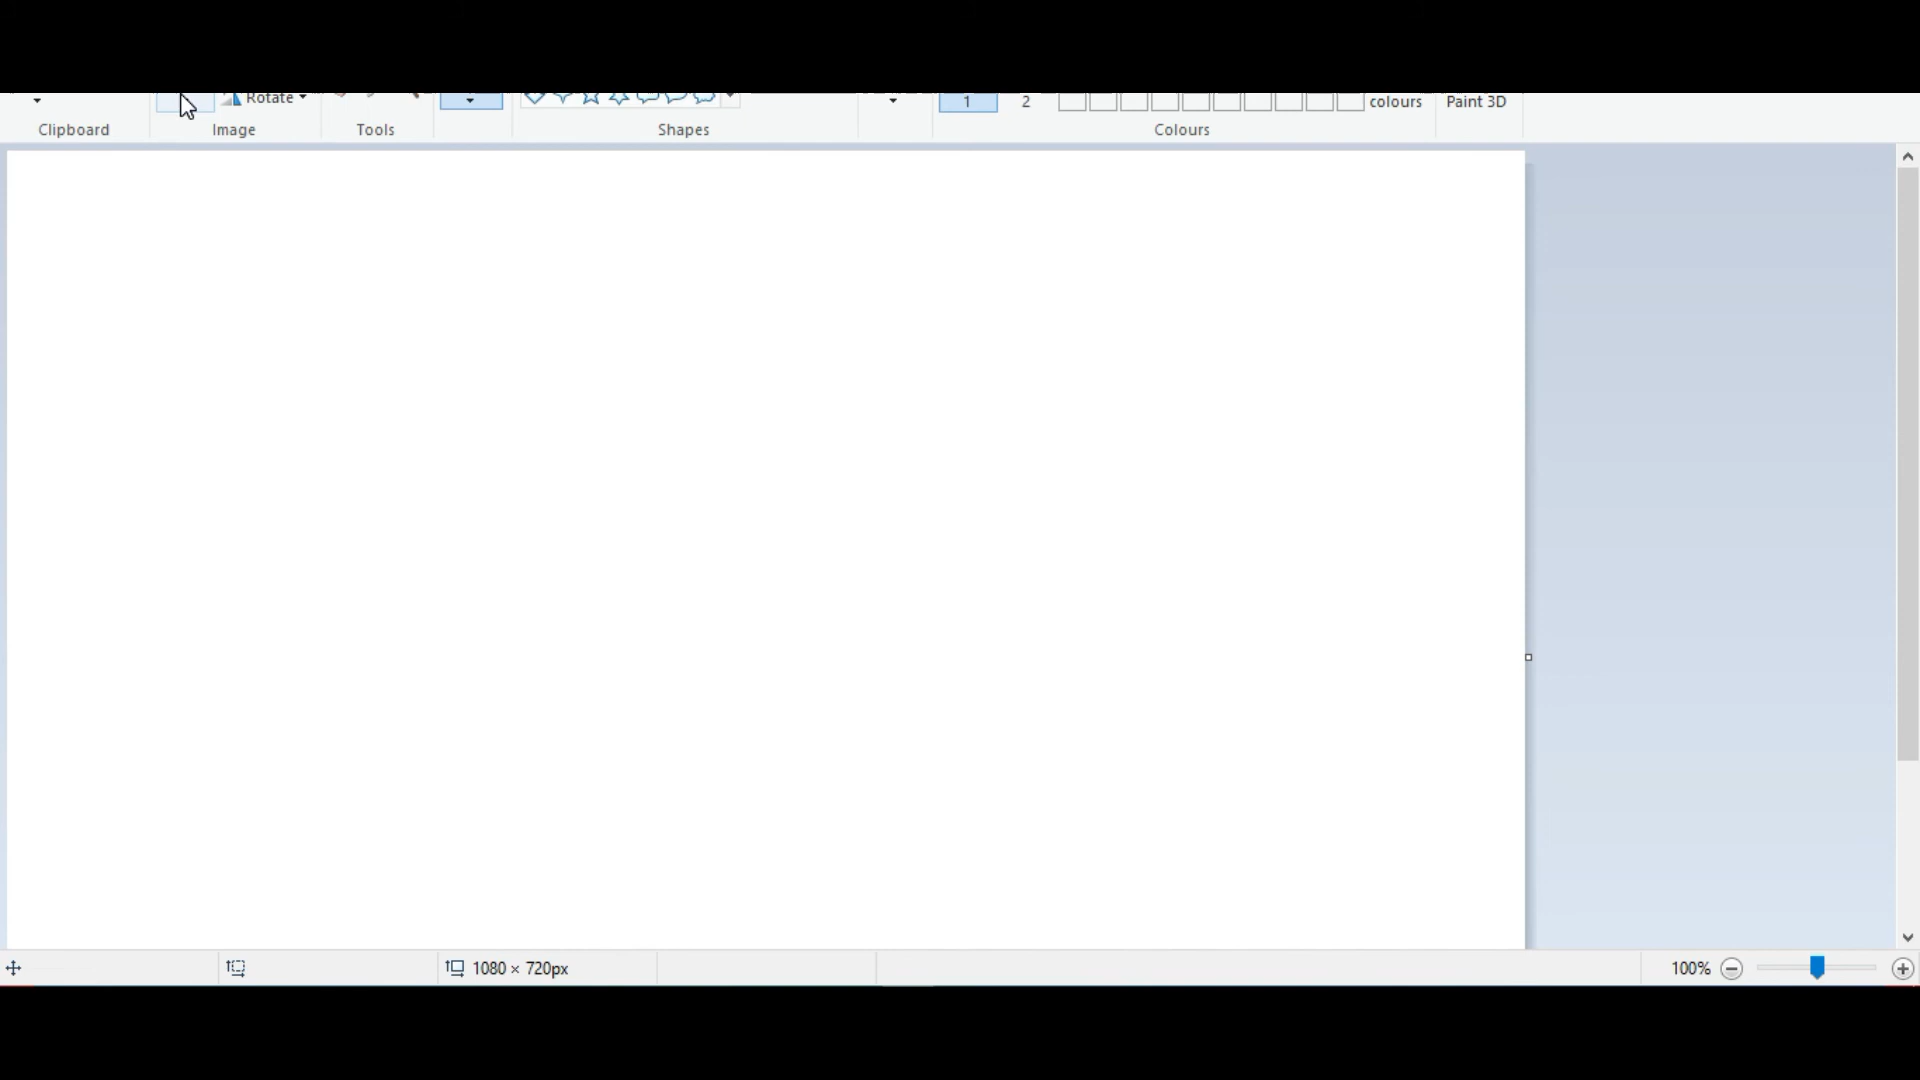 Rotate
1 2 colours Paint 3D
Clipboard Image Tools Shapes Colours
1080 × 720px 100%